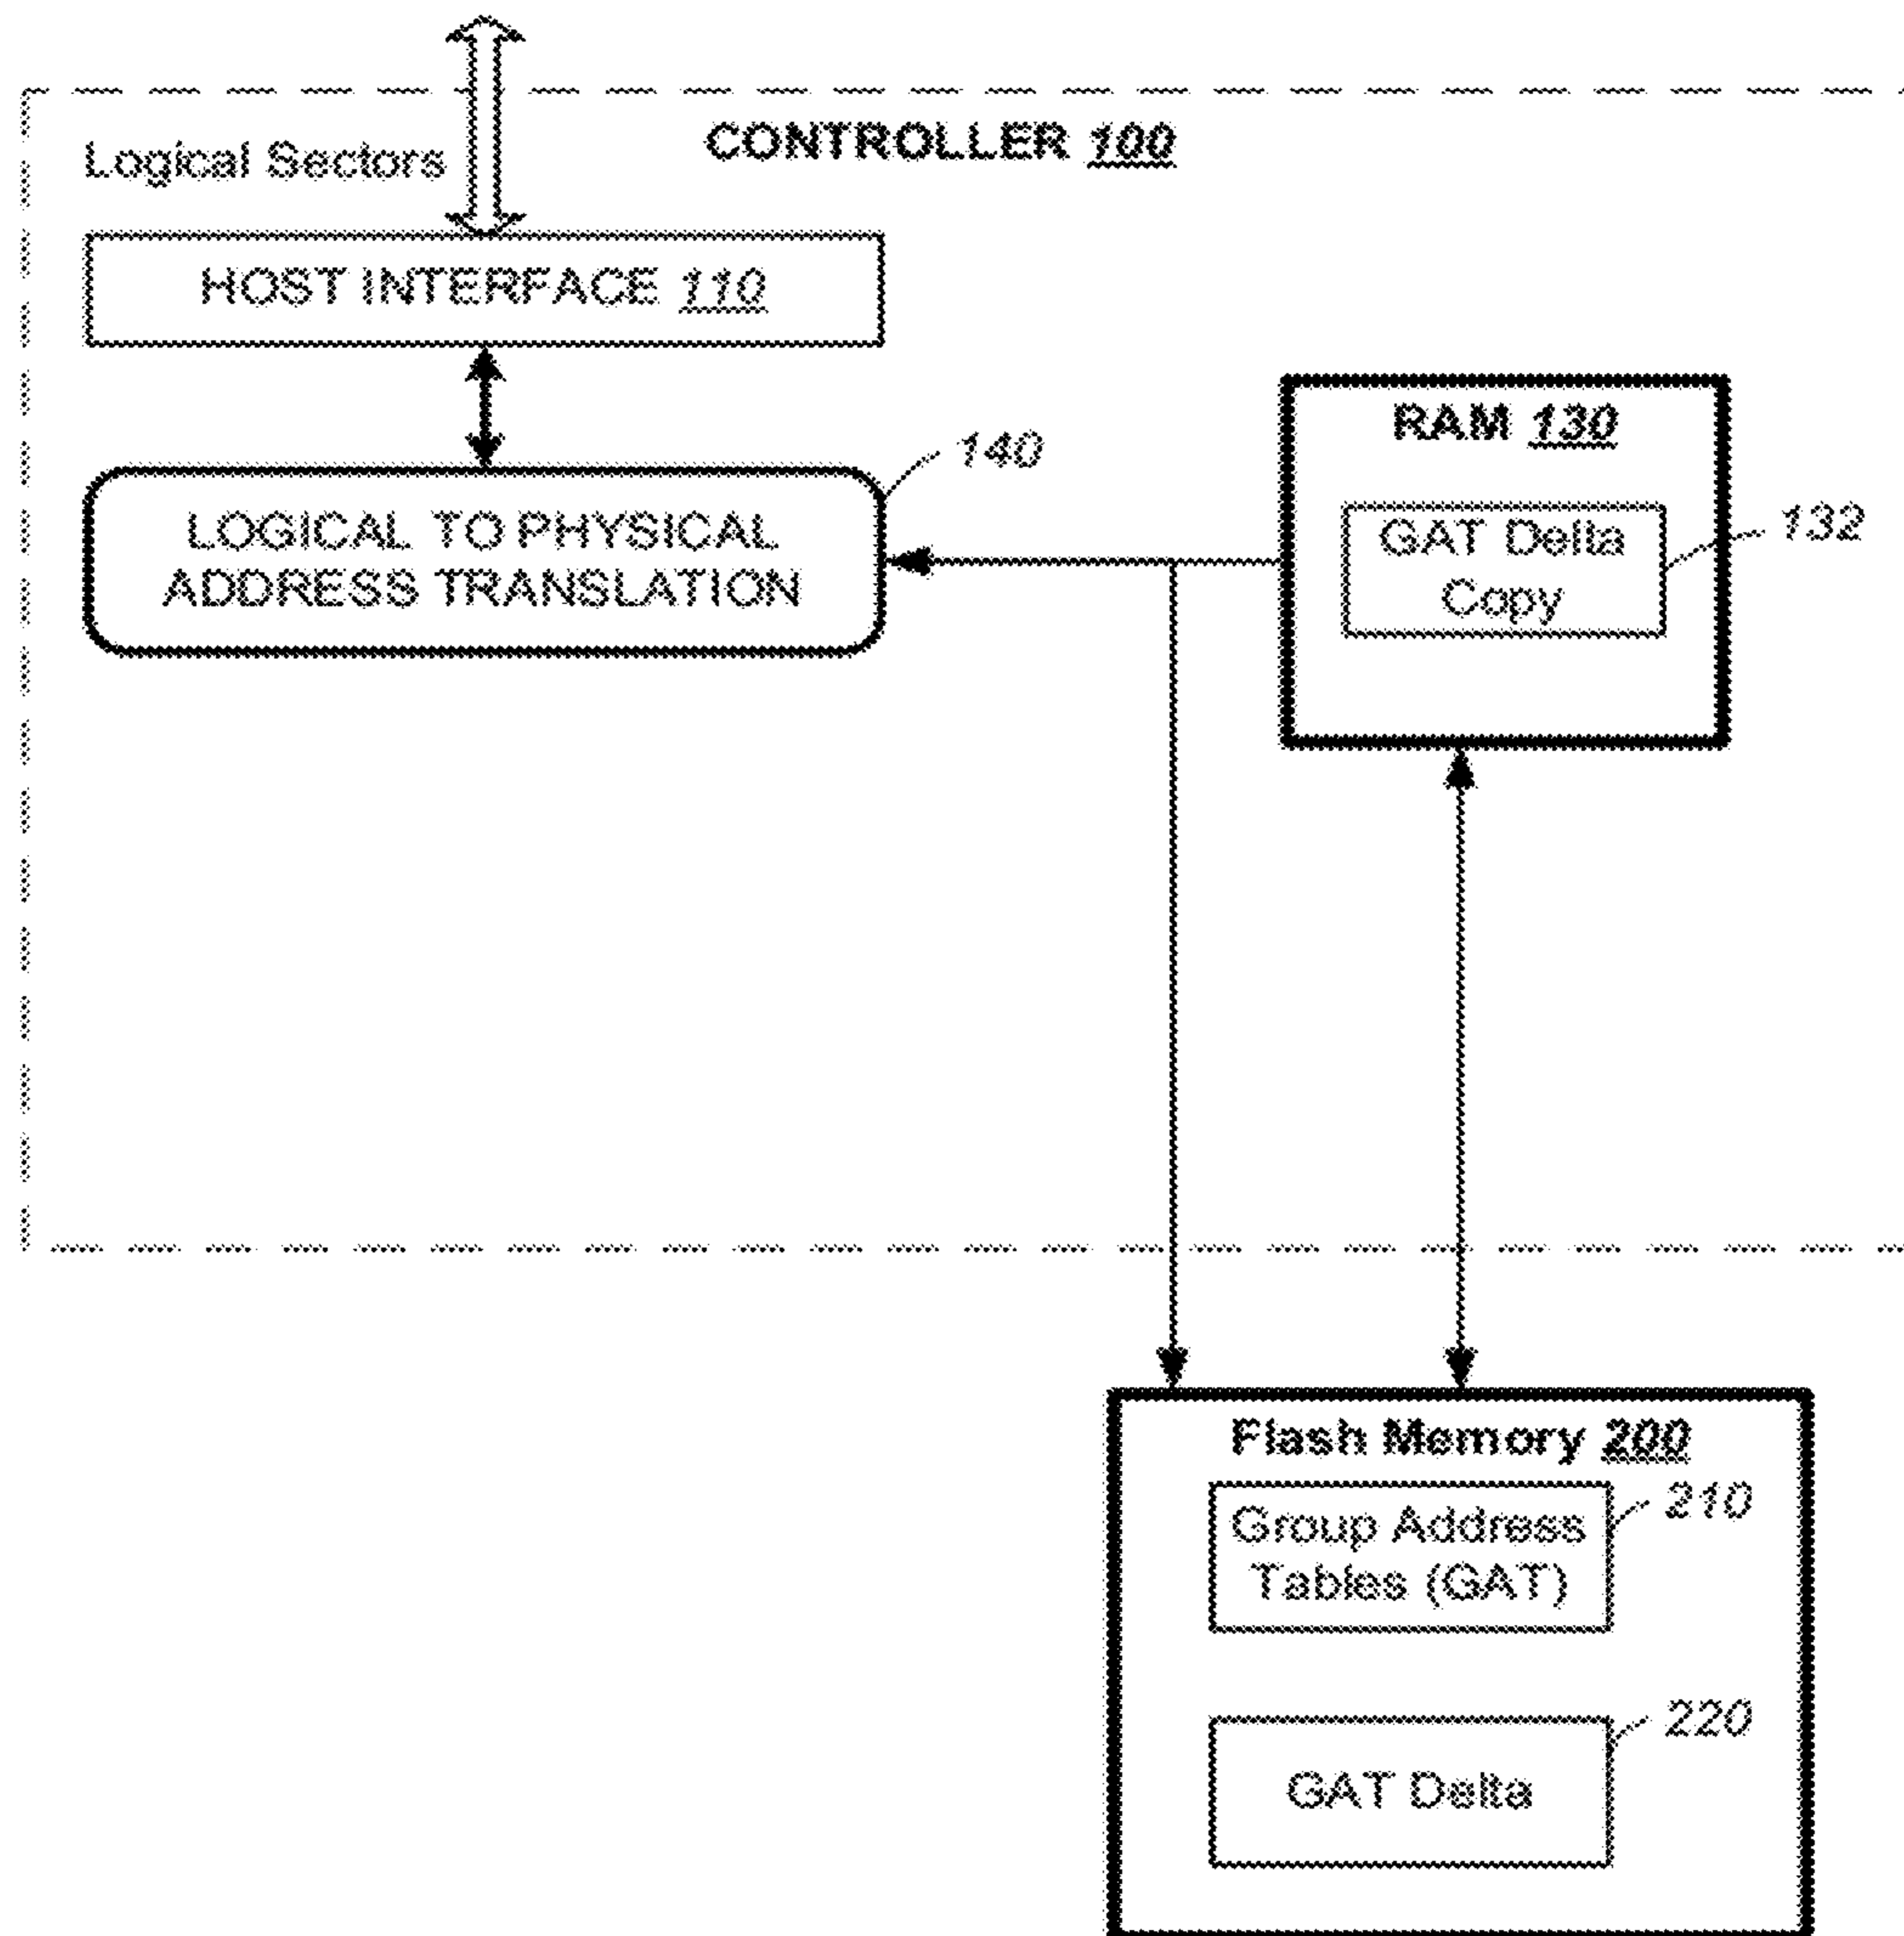 CONTROLLER 100
Logical Sectors
HOST INTERFACE 110
140
LOGICAL TO PHYSICAL
ADDRESS TRANSLATION
RAM 130
GAT Delta
Copy
132
Flash Memory 200
Group Address
Tables (GAT)
210
GAT Delta
220